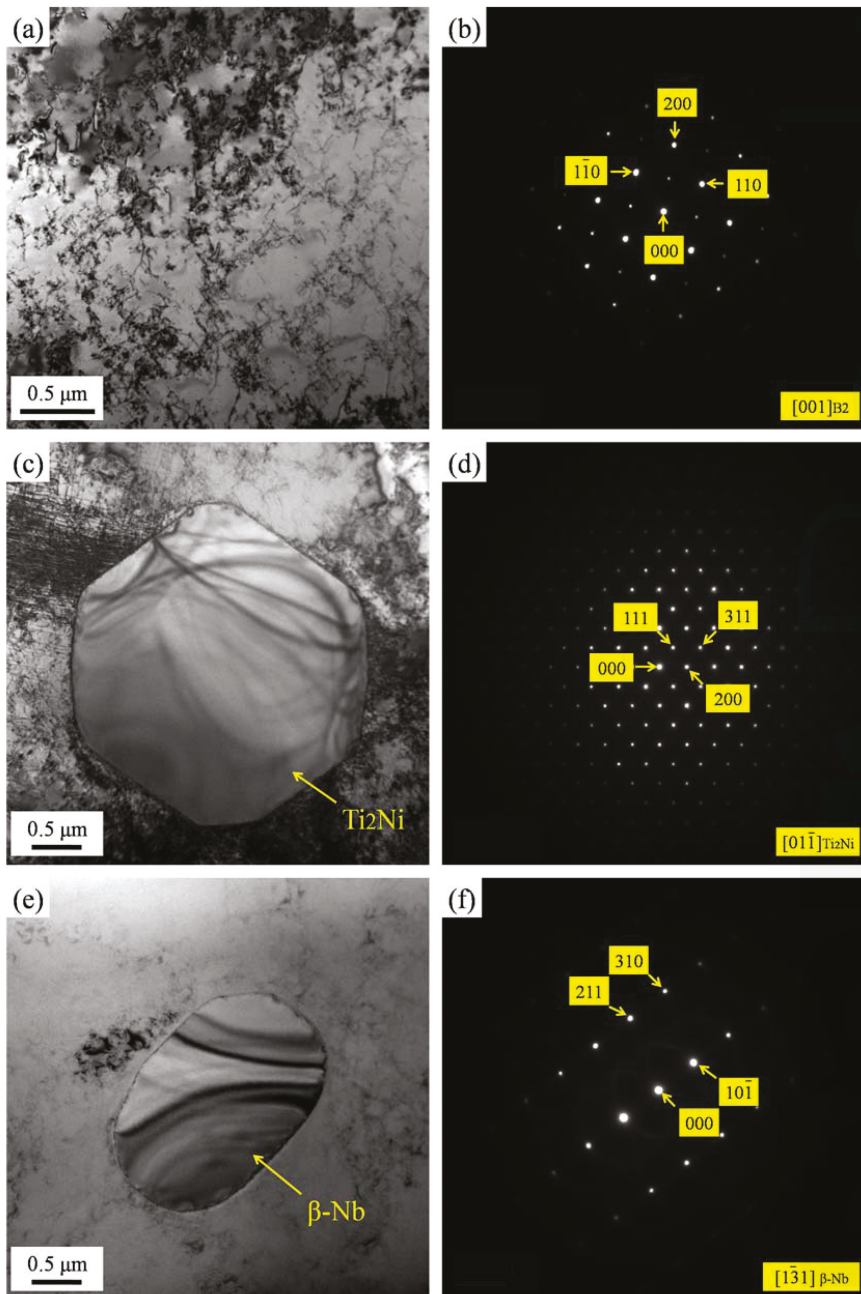 (a)
0.5 μm
(b)
200
11̄0
110
000
[001]B2
(c)
Ti2Ni
0.5 μm
(d)
111
311
000
200
[011̄]Ti2Ni
(e)
β-Nb
0.5 μm
(f)
310
211
101̄
000
[13̄1] β-Nb